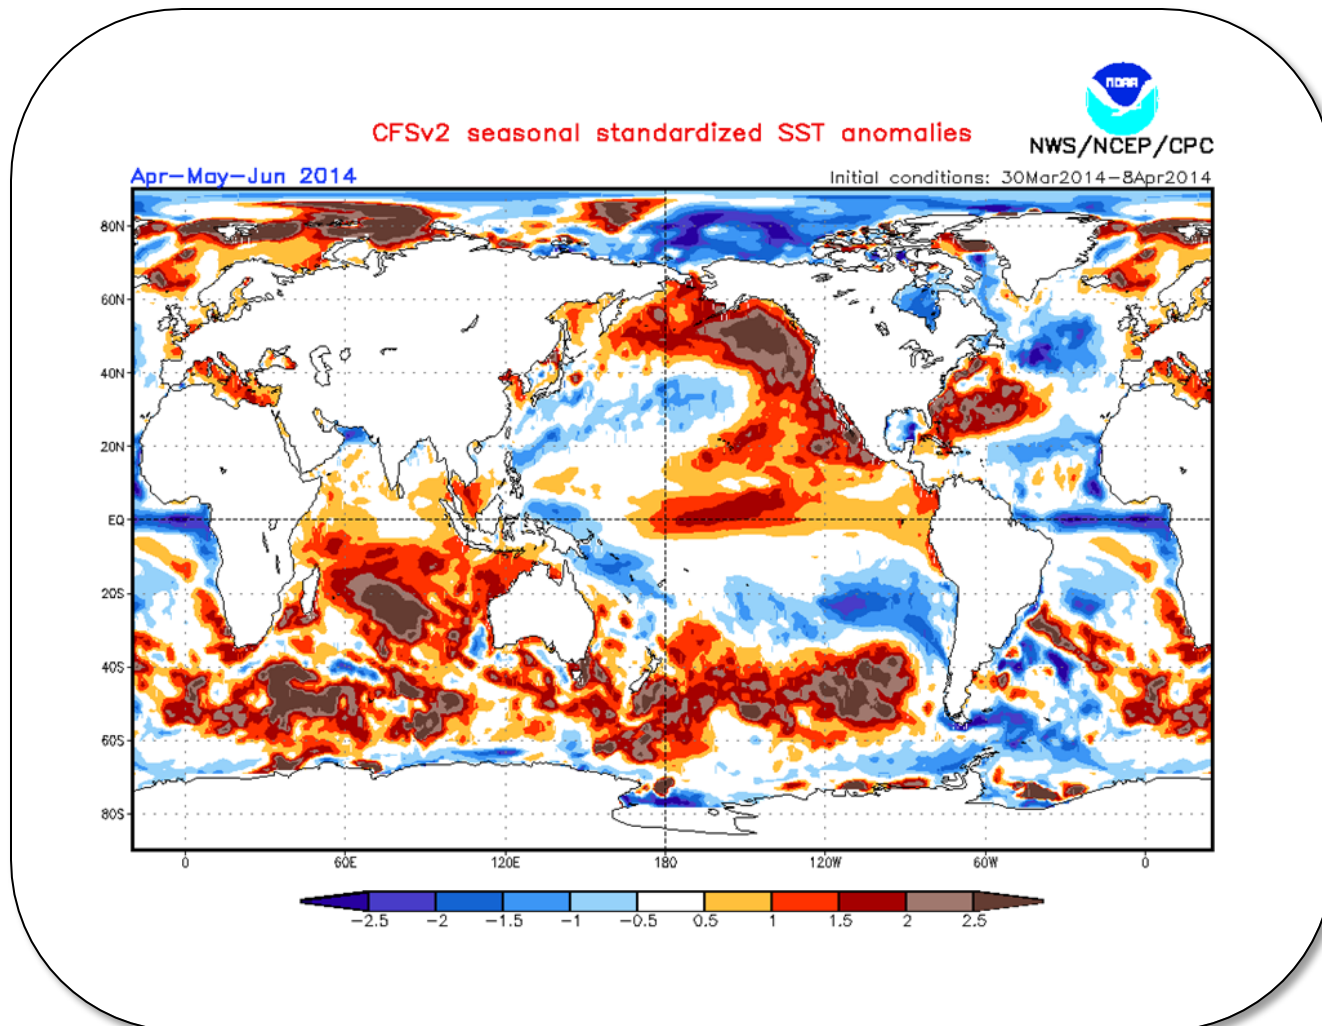 NOAA
CFSv2 seasonal standardized SST anomalies
NWS/NCEP/CPC
Apr-May-Jun 2014
Initial conditions: 30Mar2014-8Apr2014
80N
60N
40N
20N
EQ
20S
40S
60S
80S
0 60E 120E 180 120W 60W 0
-2.5 -2 -1.5 -1 -0.5 0.5 1 1.5 2 2.5